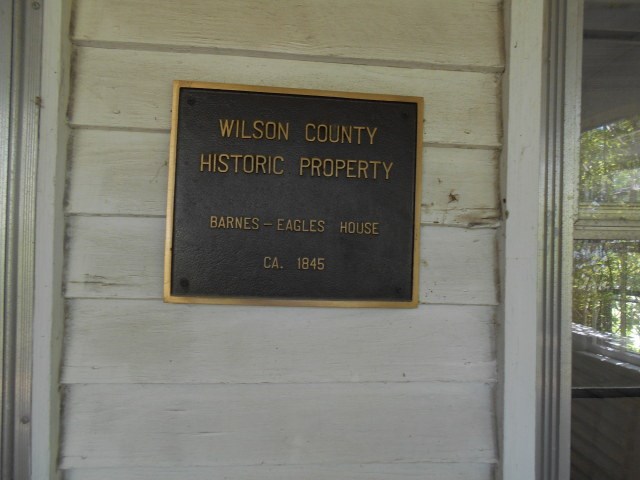 WILSON COUNTY
HISTORIC PROPERTY
BARNES-EAGLES HOUSE
CA. 1845